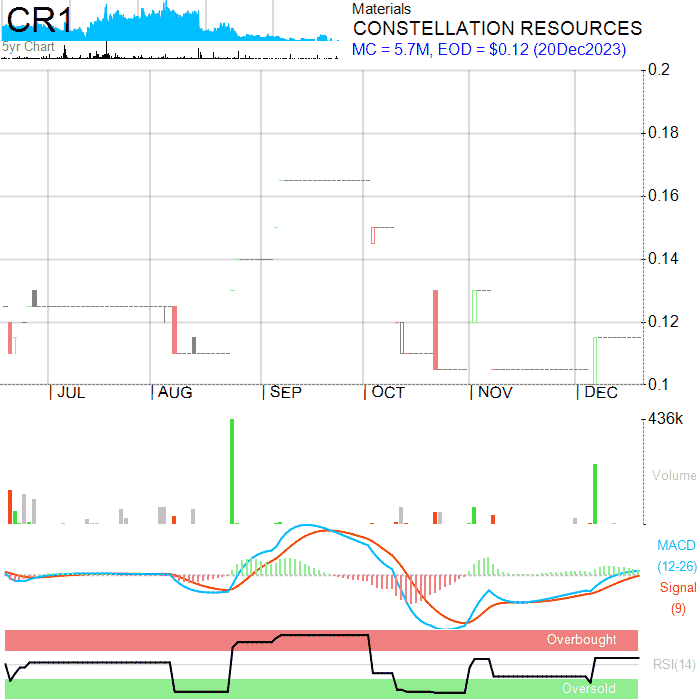 CR1
5yr Chart
Materials
CONSTELLATION RESOURCES
MC = 5.7M, EOD = $0.12 (20Dec2023)
0.2
0.18
0.16
0.14
0.12
0.1
JUL AUG SEP OCT NOV DEC
436k
Volume
MACD
(12-26)
Signal
(9)
Overbought
RSI(14)
Oversold